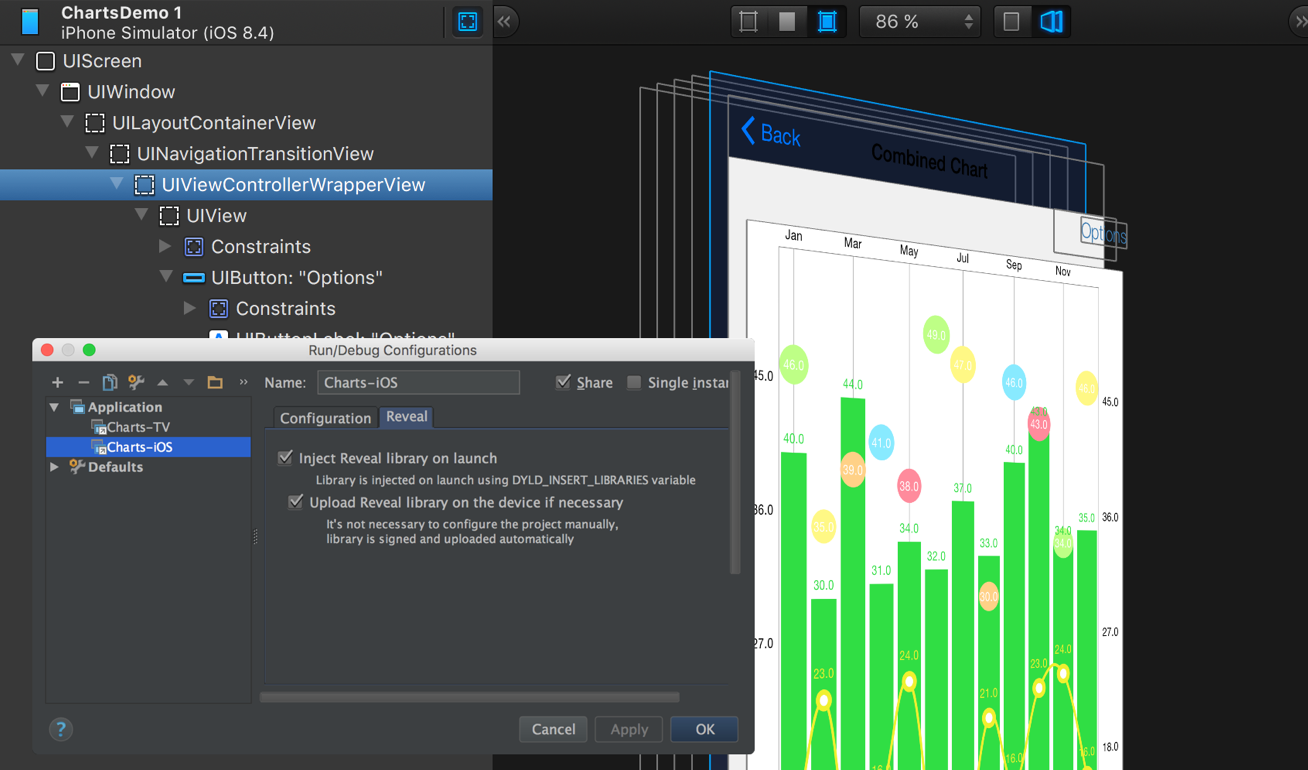 ChartsDemo 1
iPhone Simulator (iOS 8.4)
86 %
UIScreen
UIWindow
UILayoutContainerView
UINavigationTransitionView
UIViewControllerWrapperView
UIView
Constraints
UIButton: "Options"
Constraints
UIButtonLabel: "Options"
Run/Debug Configurations
Name:
Charts-iOS
Share
Single instan
Application
Charts-TV
Charts-iOS
Defaults
Configuration
Reveal
Inject Reveal library on launch
Library is injected on launch using DYLD_INSERT_LIBRARIES variable
Upload Reveal library on the device if necessary
It's not necessary to configure the project manually,
library is signed and uploaded automatically
?
Cancel
Apply
OK
Back
Combined Chart
Options
Jan
Mar
May
Jul
Sep
Nov
49.0
46.0
47.0
46.0
45.0
44.0
45.0
43.0
40.0
41.0
40.0
39.0
38.0
37.0
36.0
35.0
34.0
36.0
35.0
34.0
34.0
33.0
32.0
31.0
30.0
30.0
27.0
27.0
24.0
24.0
23.0
23.0
21.0
18.0
16.0
16.0